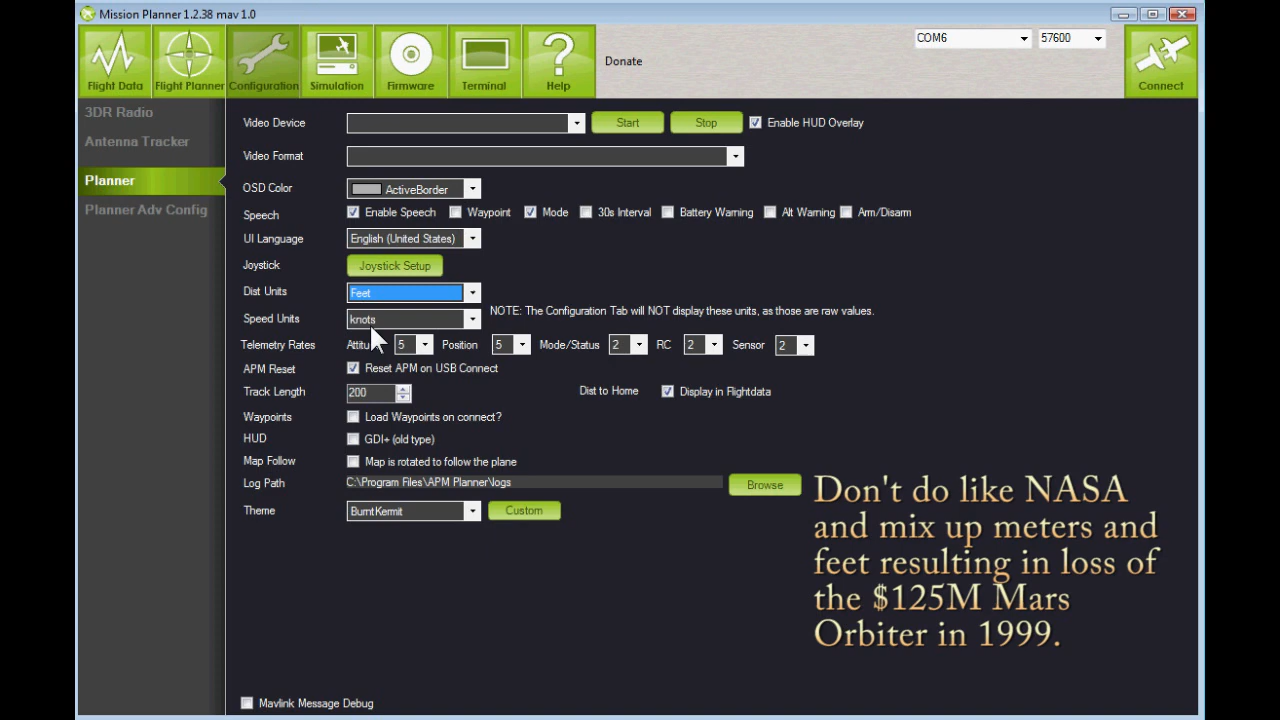 Mission Planner 1.2.38 mav 1.0
Flight Data Flight Planner Configuration Simulation Firmware Terminal Help Donate COM6 57600 Connect
3DR Radio
Antenna Tracker
Planner
Planner Adv Config
Video Device Start Stop Enable HUD Overlay
Video Format
OSD Color ActiveBorder
Speech Enable Speech Waypoint Mode 30s Interval Battery Warning Alt Warning Arm/Disarm
UI Language English (United States)
Joystick Joystick Setup
Dist Units Feet
NOTE: The Configuration Tab will NOT display these units, as those are raw values.
Speed Units knots
Telemetry Rates 5 Position 5 Mode/Status 2 RC 2 Sensor 2
APM Reset Reset APM on USB Connect
Track Length 200 Dist to Home Display in Flightdata
Waypoints Load Waypoints on connect?
HUD GDI+ (old type)
Map Follow Map is rotated to follow the plane
Log Path C:\Program Files\APM Planner\logs Browse
Theme BurntKermit Custom
Don't do like NASA
and mix up meters and
feet resulting in loss of
the $125M Mars
Orbiter in 1999.
Mavlink Message Debug